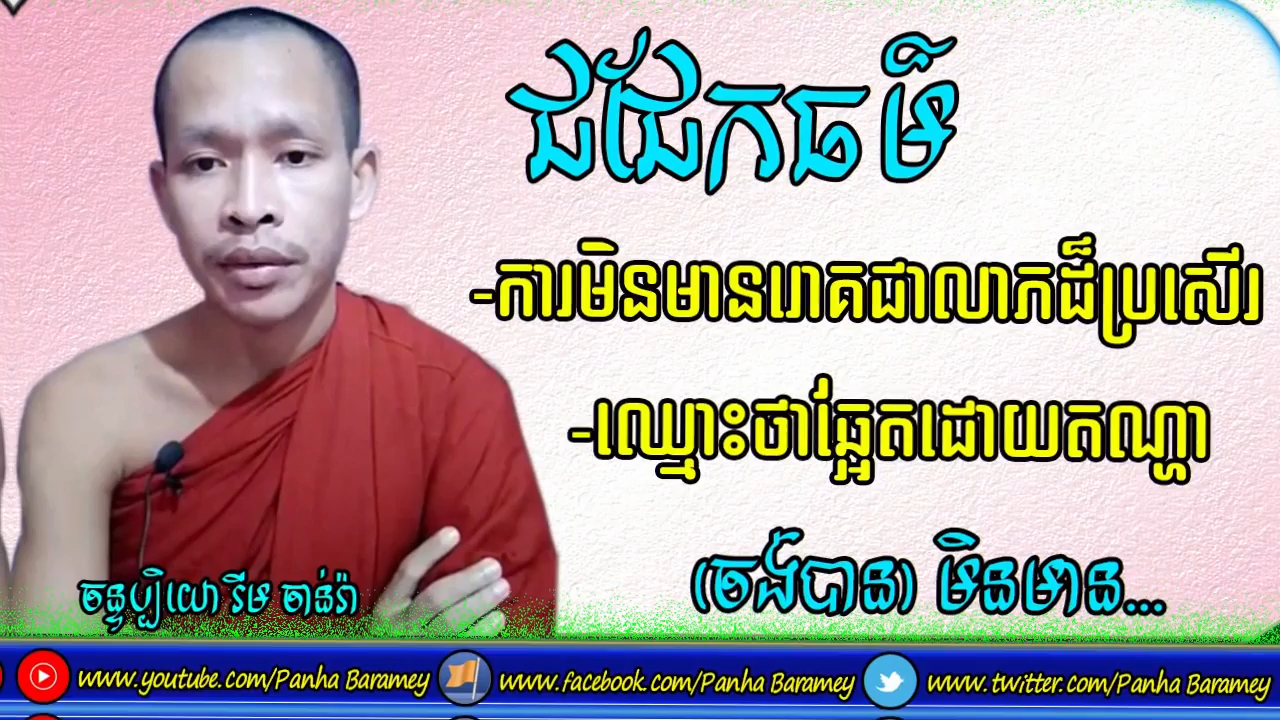 ជជែកធម៌
-ការមិនមានរោគជាលាភដ៏ប្រសើរ
-ឈ្មោះថាឆ្អែតដោយតណ្ហា
(ចង់បាន) មិនមាន...
ចន្ទប្បិយោ រីម ចាន់រ៉ា
www.youtube.com/Panha Baramey
www.facebook.com/Panha Baramey
www.twitter.com/Panha Baramey